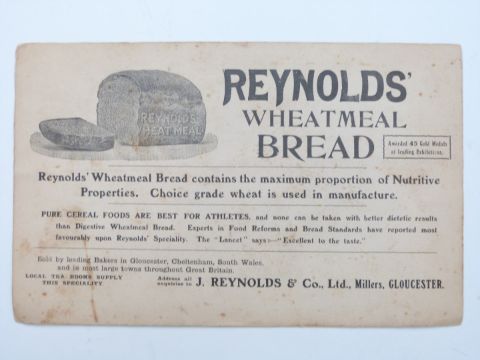 REYNOLDS'
WHEATMEAL
BREAD
REYNOLDS'
WHEATMEAL
Awarded 45 Gold Medals
at leading Exhibitions.
Reynolds' Wheatmeal Bread contains the maximum proportion of Nutritive
Properties. Choice grade wheat is used in manufacture.
PURE CEREAL FOODS ARE BEST FOR ATHLETES, and none can be taken with better dietetic results
than Digestive Wheatmeal Bread. Experts in Food Reforms and Bread Standards have reported most
favourably upon Reynolds' Speciality. The "Lancet" says:—"Excellent to the taste."
Sold by leading Bakers in Gloucester, Cheltenham, South Wales,
and in most large towns throughout Great Britain.
LOCAL TEA ROOMS SUPPLY
THIS SPECIALITY
Address all
enquiries to
J. REYNOLDS & Co., Ltd., Millers, GLOUCESTER.